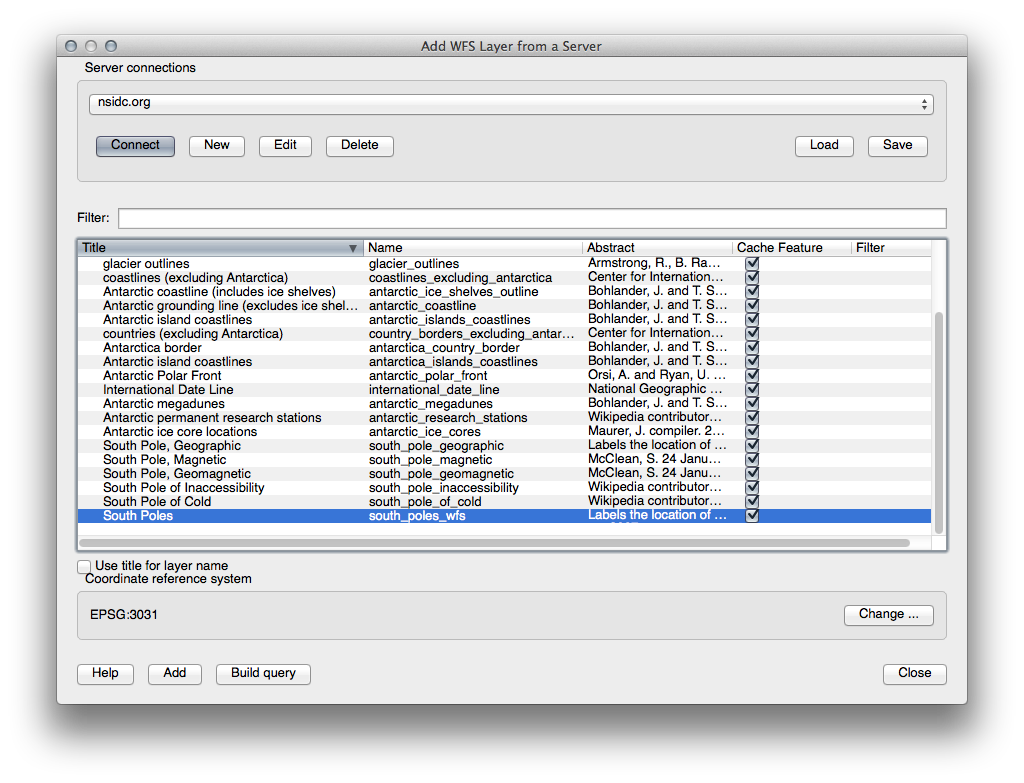 Add WFS Layer from a Server
Server connections
nsidc.org
Connect New Edit Delete Load Save
Filter:
Title Name Abstract Cache Feature Filter
glacier outlines glacier_outlines Armstrong, R., B. Ra...
coastlines (excluding Antarctica) coastlines_excluding_antarctica Center for Internation...
Antarctic coastline (includes ice shelves) antarctic_ice_shelves_outline Bohlander, J. and T. S...
Antarctic grounding line (excludes ice shel... antarctic_coastline Bohlander, J. and T. S...
Antarctic island coastlines antarctic_islands_coastlines Bohlander, J. and T. S...
countries (excluding Antarctica) country_borders_excluding_antar... Center for Internation...
Antarctica border antarctica_country_border Bohlander, J. and T. S...
Antarctic island coastlines antarctica_islands_coastlines Bohlander, J. and T. S...
Antarctic Polar Front antarctic_polar_front Orsi, A. and Ryan, U. ...
International Date Line international_date_line National Geographic ...
Antarctic megadunes antarctic_megadunes Bohlander, J. and T. S...
Antarctic permanent research stations antarctic_research_stations Wikipedia contributor...
Antarctic ice core locations antarctic_ice_cores Maurer, J. compiler. 2...
South Pole, Geographic south_pole_geographic Labels the location of ...
South Pole, Magnetic south_pole_magnetic McClean, S. 24 Janu...
South Pole, Geomagnetic south_pole_geomagnetic McClean, S. 24 Janu...
South Pole of Inaccessibility south_pole_inaccessibility Wikipedia contributor...
South Pole of Cold south_pole_of_cold Wikipedia contributor...
South Poles south_poles_wfs Labels the location of ...
Use title for layer name
Coordinate reference system
EPSG:3031 Change ...
Help Add Build query Close